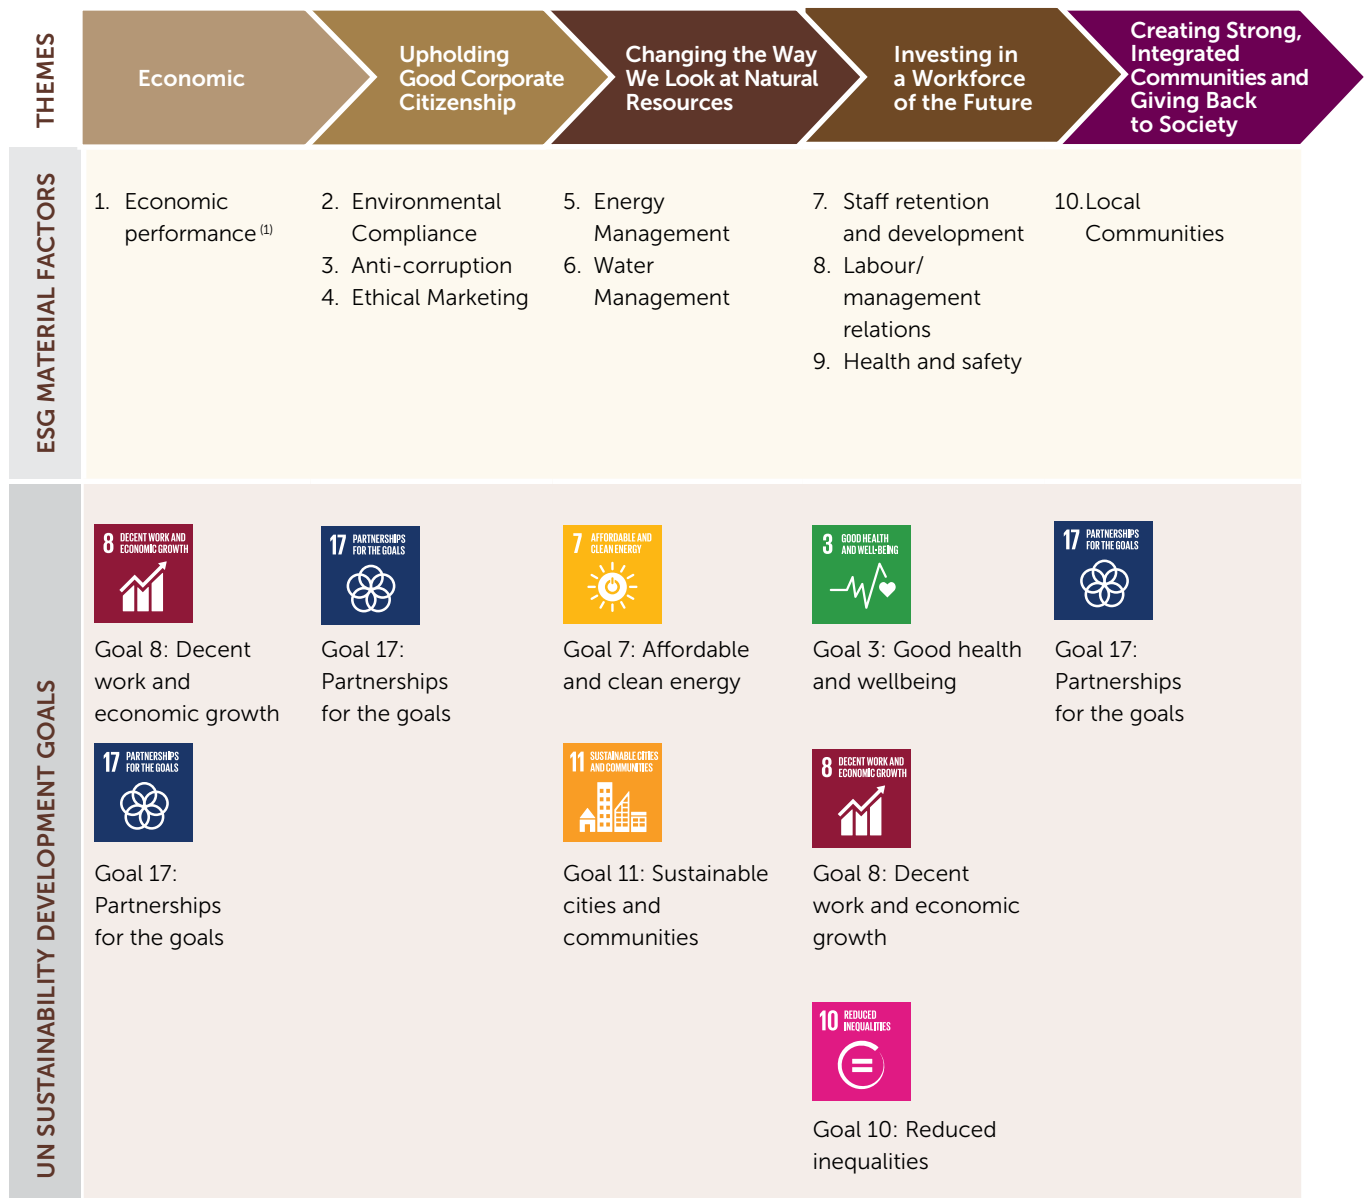 THEMES
Economic
Upholding
Good Corporate
Citizenship
Changing the Way
We Look at Natural
Resources
Investing in
a Workforce
of the Future
Creating Strong,
Integrated
Communities and
Giving Back
to Society
ESG MATERIAL FACTORS
1. Economic
performance (1)
2. Environmental
Compliance
3. Anti-corruption
4. Ethical Marketing
5. Energy
Management
6. Water
Management
7. Staff retention
and development
8. Labour/
management
relations
9. Health and safety
10. Local
Communities
UN SUSTAINABILITY DEVELOPMENT GOALS
8 DECENT WORK AND
ECONOMIC GROWTH
Goal 8: Decent
work and
economic growth
17 PARTNERSHIPS
FOR THE GOALS
Goal 17:
Partnerships
for the goals
17 PARTNERSHIPS
FOR THE GOALS
Goal 17:
Partnerships
for the goals
7 AFFORDABLE AND
CLEAN ENERGY
Goal 7: Affordable
and clean energy
11 SUSTAINABLE CITIES
AND COMMUNITIES
Goal 11: Sustainable
cities and
communities
3 GOOD HEALTH
AND WELL-BEING
Goal 3: Good health
and wellbeing
8 DECENT WORK AND
ECONOMIC GROWTH
Goal 8: Decent
work and economic
growth
10 REDUCED
INEQUALITIES
Goal 10: Reduced
inequalities
17 PARTNERSHIPS
FOR THE GOALS
Goal 17:
Partnerships
for the goals